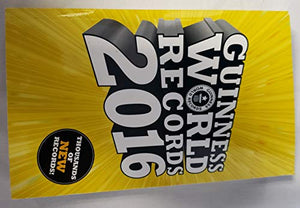 GUINNESS
WORLD
RECORDS
2016
THOUSANDS
OF
NEW
RECORDS!